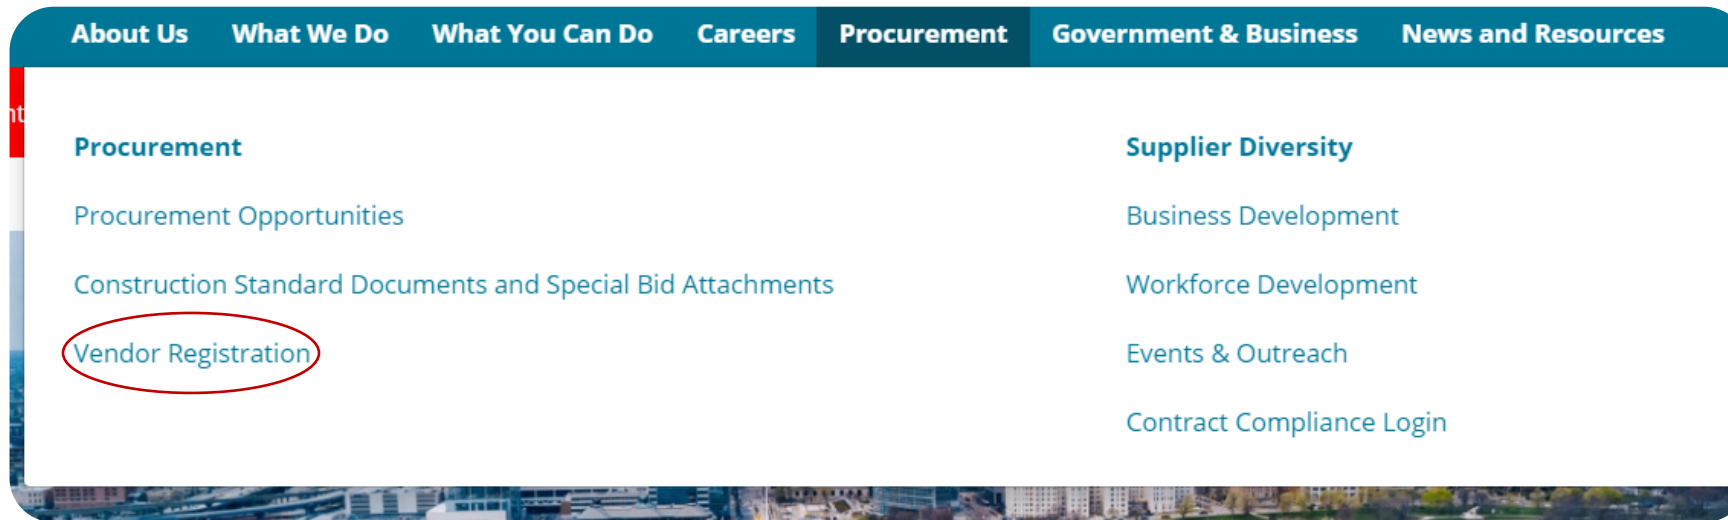 About Us What We Do What You Can Do Careers Procurement Government & Business News and Resources
nt
Procurement
Procurement Opportunities
Construction Standard Documents and Special Bid Attachments
Vendor Registration
Supplier Diversity
Business Development
Workforce Development
Events & Outreach
Contract Compliance Login